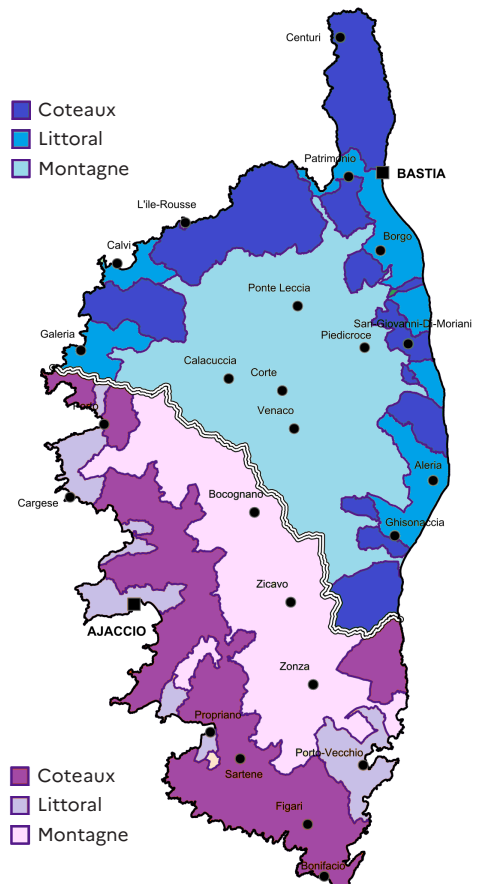 Centuri
Coteaux
Littoral
Montagne
Patrimonio
BASTIA
L'ile-Rousse
Borgo
Calvi
Ponte Leccia
San-Giovanni-Di-Moriani
Galeria
Piedicroce
Calacuccia
Corte
Porto
Venaco
Aleria
Bocognano
Cargese
Ghisonaccia
Zicavo
AJACCIO
Zonza
Propriano
Porto-Vecchio
Sartene
Coteaux
Littoral
Montagne
Figari
Bonifacio